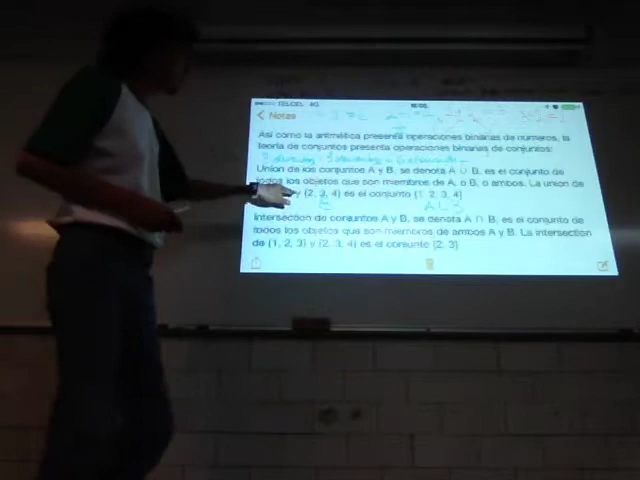 TELCEL 4G
Notas
Así como la aritmética presenta operaciones binarias de números, la
teoría de conjuntos presenta operaciones binarias de conjuntos:
Unión de los conjuntos A y B, se denota A ∪ B, es el conjunto de
todos los objetos que son miembros de A, o B, o ambos. La unión de
y {2, 3, 4} es el conjunto {1, 2, 3, 4}
Intersección de conjuntos A y B, se denota A ∩ B, es el conjunto de
todos los objetos que son miembros de ambos A y B. La intersección
de {1, 2, 3} y {2, 3, 4} es el conjunto {2, 3}